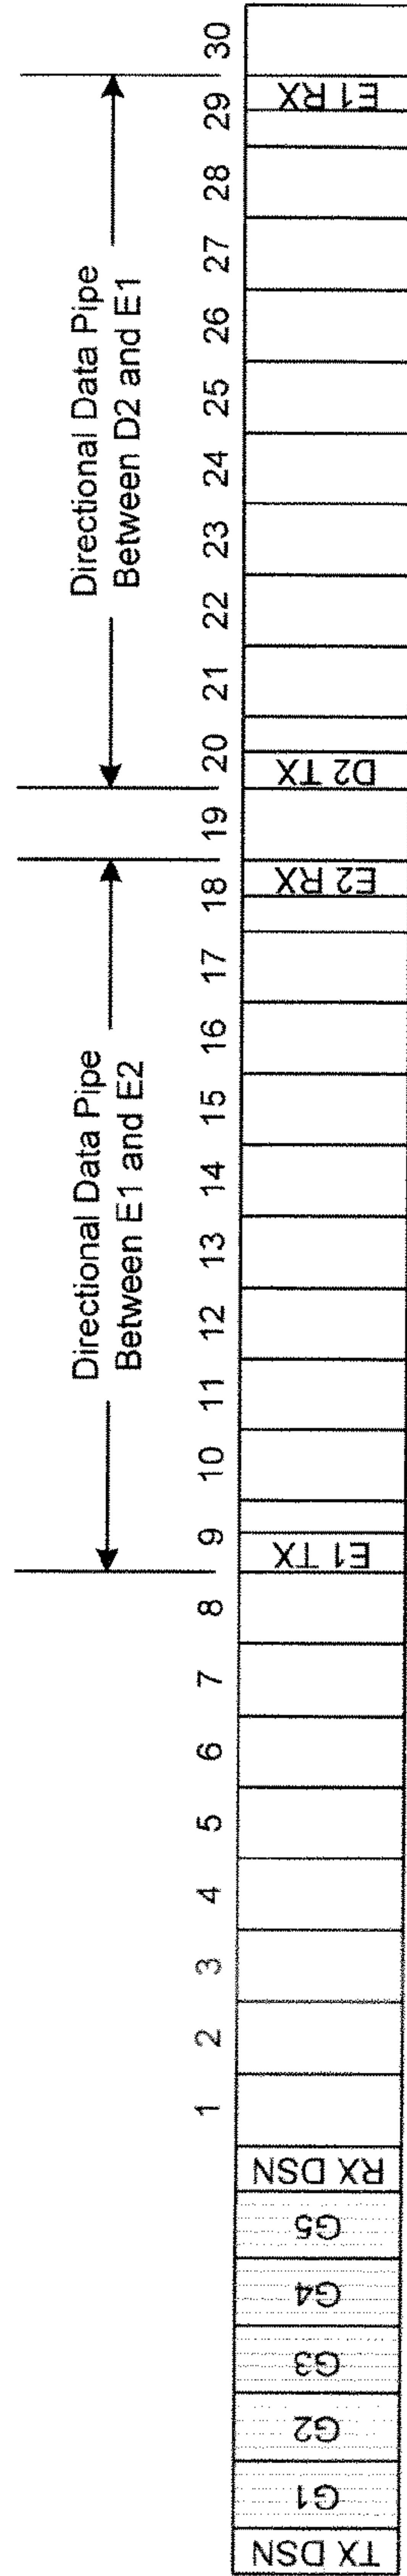 Directional Data Pipe
Between E1 and E2
Directional Data Pipe
Between D2 and E1
1 2 3 4 5 6 7 8 9 10 11 12 13 14 15 16 17 18 19 20 21 22 23 24 25 26 27 28 29 30
TX DSN
G1
G2
G3
G4
G5
RX DSN
E1 TX
E2 RX
D2 TX
E1 RX